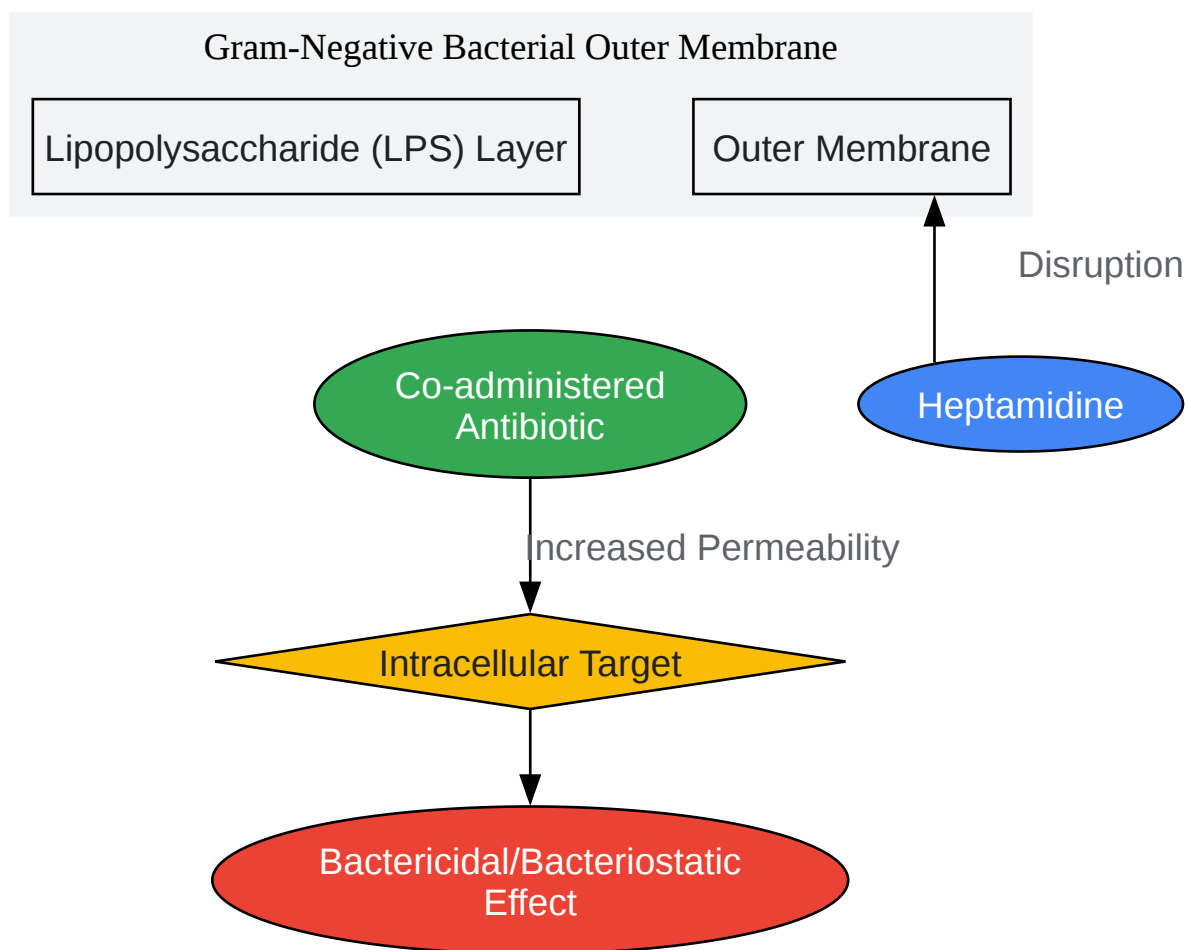 Gram-Negative Bacterial Outer Membrane
Lipopolysaccharide (LPS) Layer
Outer Membrane
Disruption
Co-administered
Antibiotic
Heptamidine
Increased Permeability
Intracellular Target
Bactericidal/Bacteriostatic
Effect